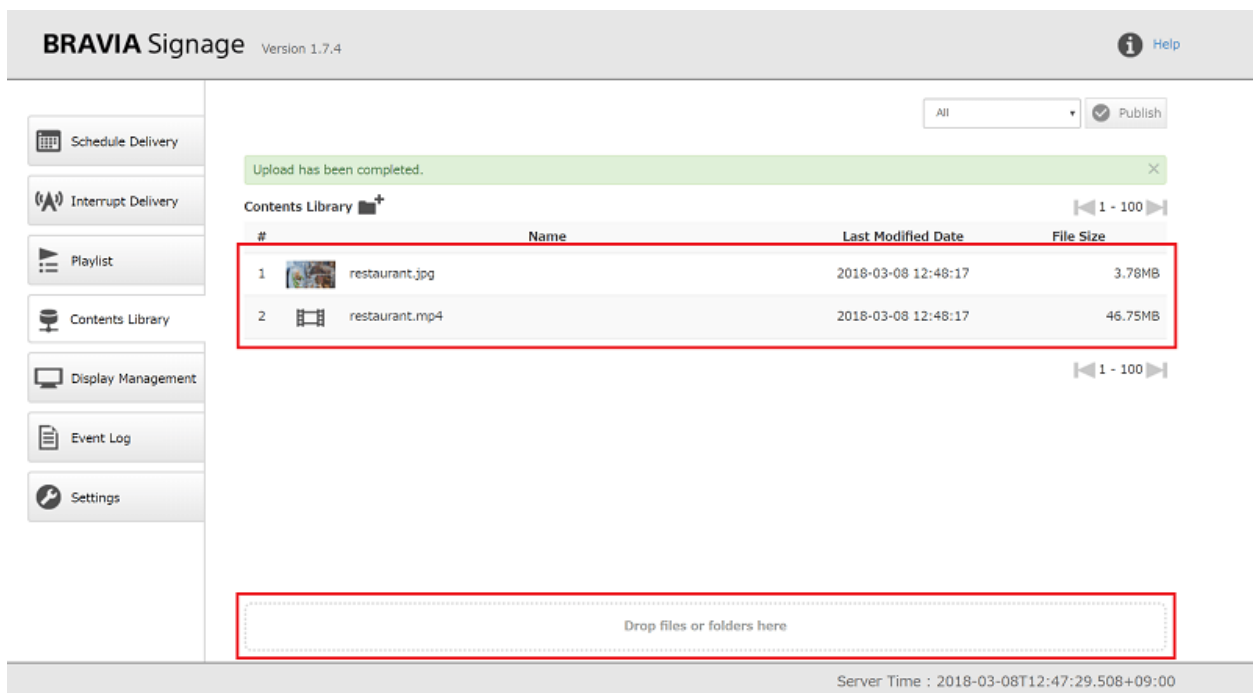 BRAVIA Signage Version 1.7.4
Help
All
Publish
Schedule Delivery
Interrupt Delivery
Playlist
Contents Library
Display Management
Event Log
Settings
Upload has been completed.
Contents Library
1 - 100
# Name Last Modified Date File Size
1 restaurant.jpg 2018-03-08 12:48:17 3.78MB
2 restaurant.mp4 2018-03-08 12:48:17 46.75MB
1 - 100
Drop files or folders here
Server Time : 2018-03-08T12:47:29.508+09:00